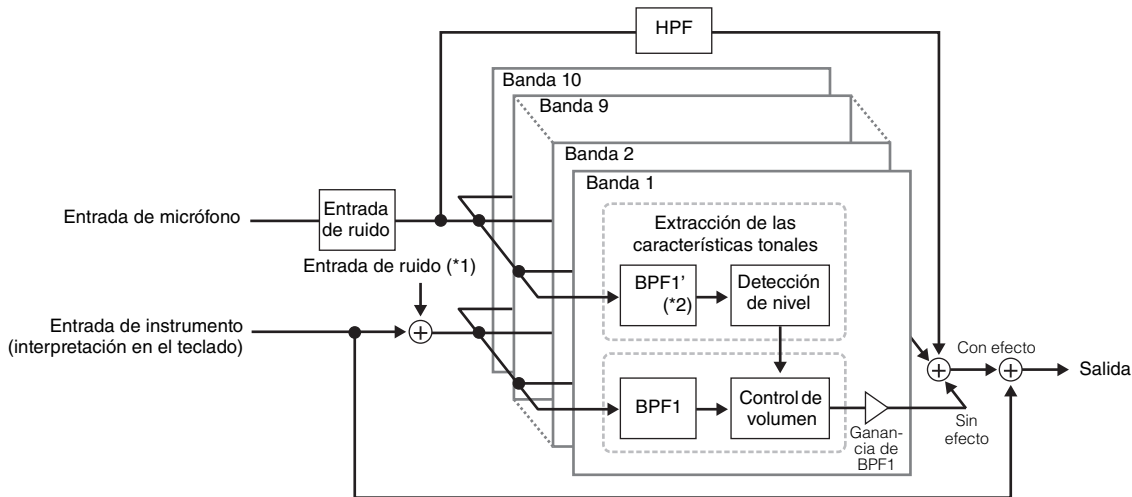 HPF
Banda 10
Banda 9
Banda 2
Banda 1
Entrada de micrófono
Entrada
de ruido
Extracción de las
características tonales
Entrada de ruido (*1)
BPF1’
(*2)
Detección
de nivel
Entrada de instrumento
(interpretación en el teclado)
Con efecto
Salida
BPF1
Control de
volumen
Sin
efecto
Ganan-
cia de
BPF1